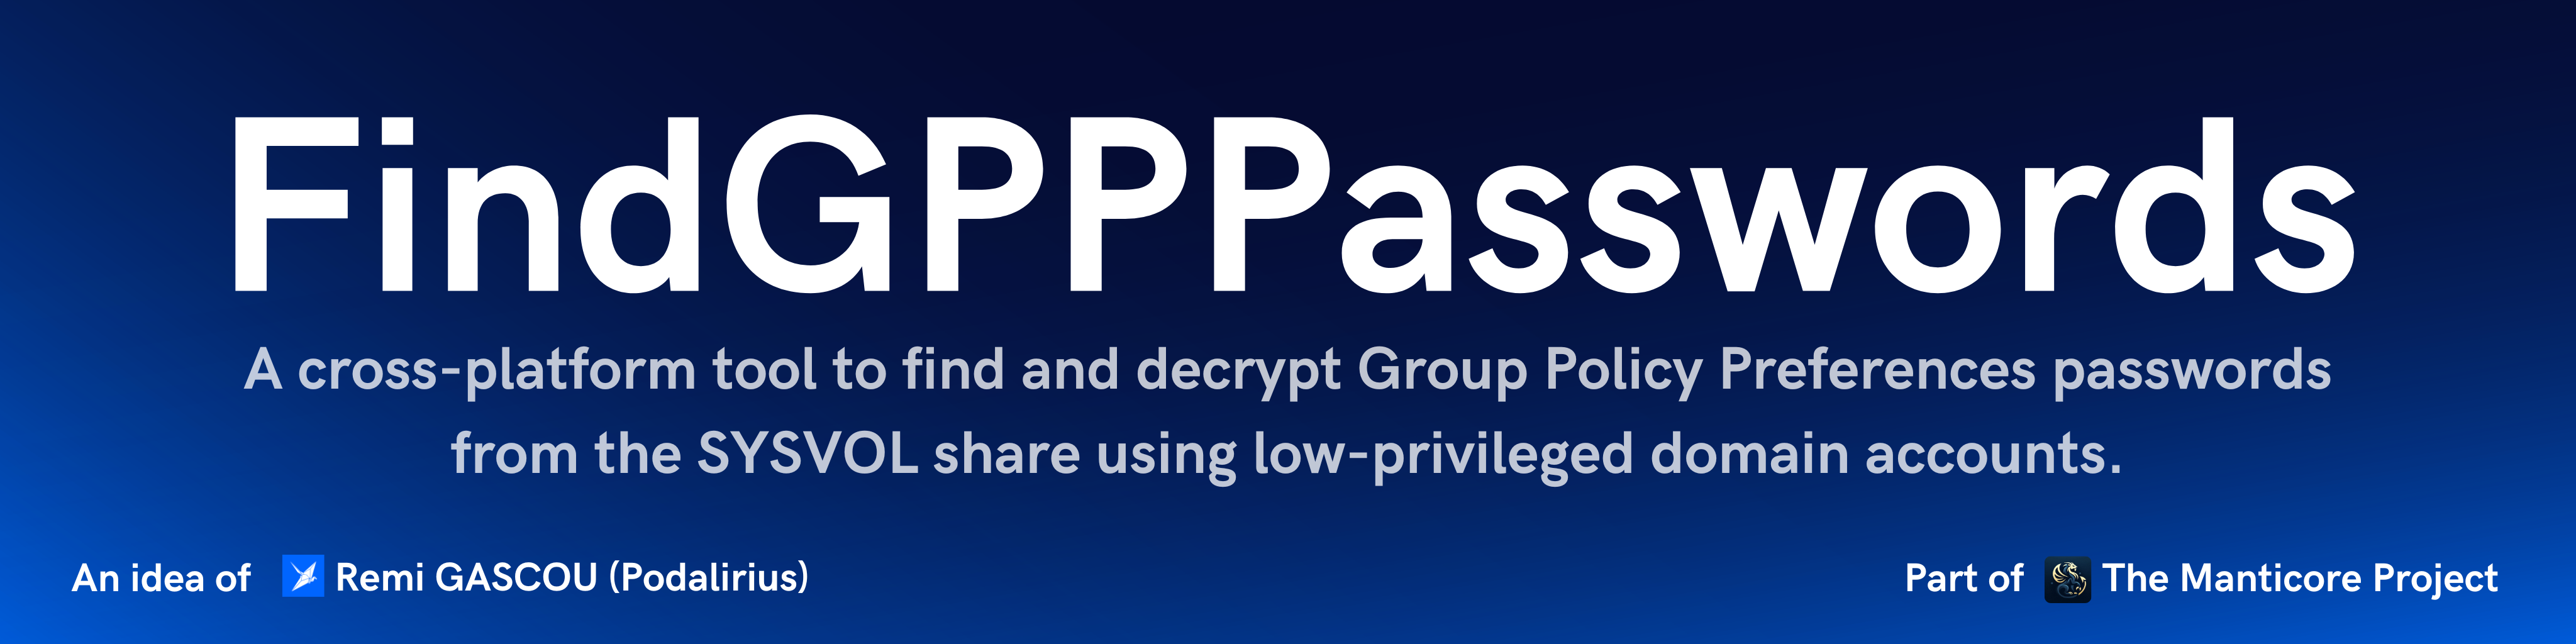 FindGPPPasswords
A cross-platform tool to find and decrypt Group Policy Preferences passwords
from the SYSVOL share using low-privileged domain accounts.
An idea of Remi GASCOU (Podalirius)
Part of The Manticore Project